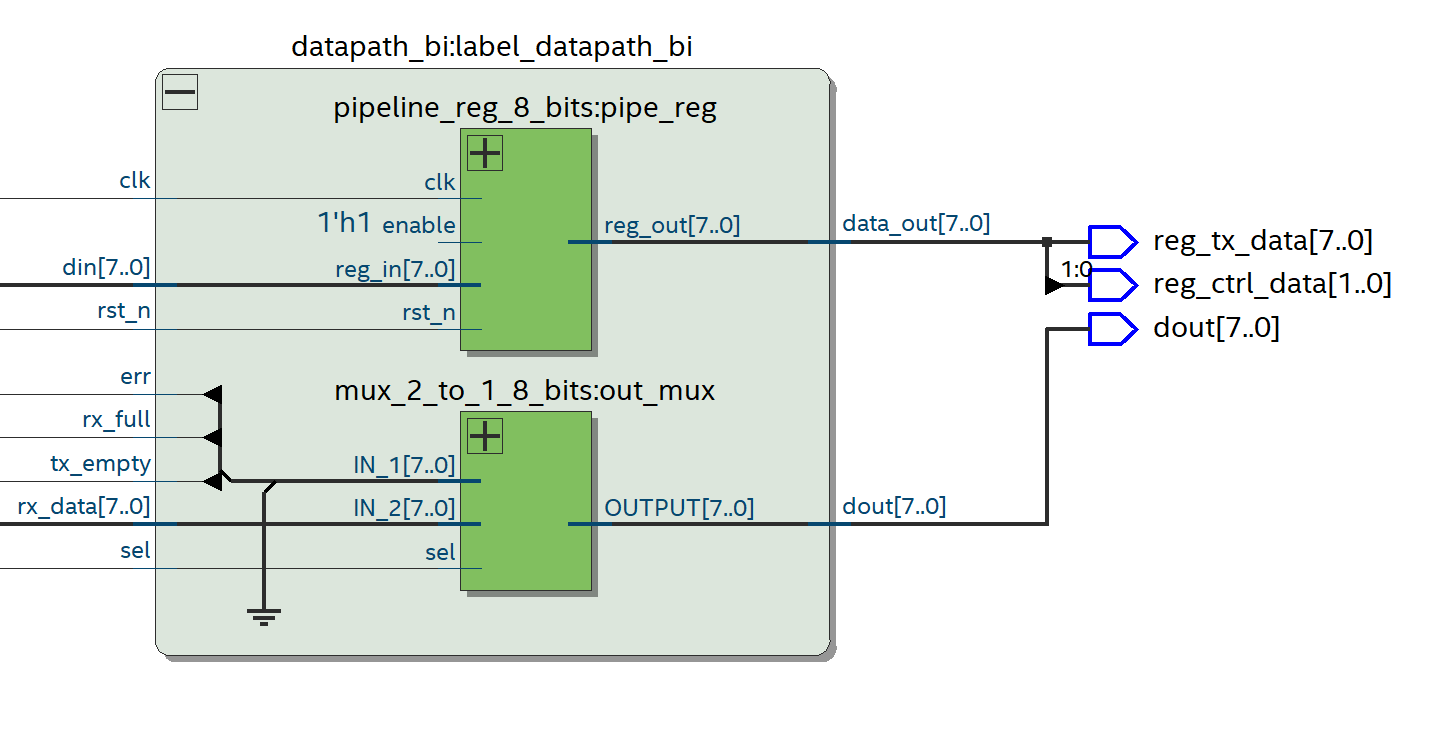 datapath_bi:label_datapath_bi
pipeline_reg_8_bits:pipe_reg
clk
clk
1'h1 enable
reg_out[7..0]
data_out[7..0]
reg_tx_data[7..0]
din[7..0]
reg_in[7..0]
1:0
reg_ctrl_data[1..0]
rst_n
rst_n
dout[7..0]
err
mux_2_to_1_8_bits:out_mux
rx_full
tx_empty
IN_1[7..0]
rx_data[7..0]
IN_2[7..0]
OUTPUT[7..0]
dout[7..0]
sel
sel